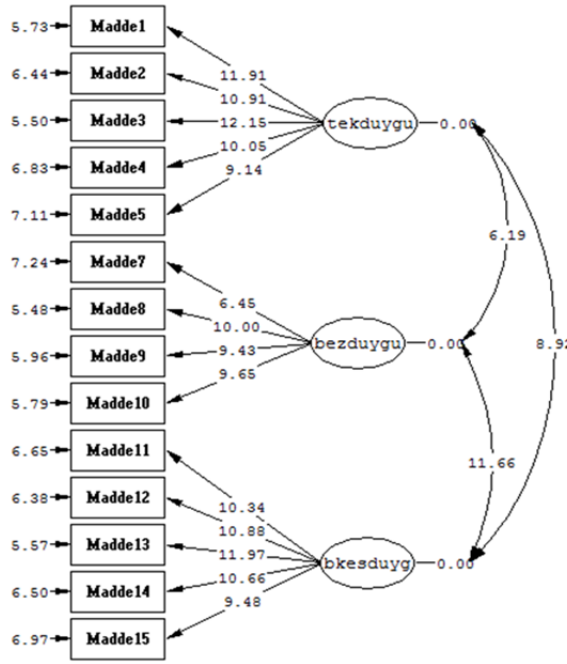 5.73 Madde1
11.91
6.44 Madde2
10.91
5.50 Madde3
12.15 tekduygu 0.00
6.83 Madde4
10.05
9.14
7.11 Madde5
6.19
7.24 Madde7
6.45
5.48 Madde8
10.00
bezduygu 0.00
8.92
5.96 Madde9
9.43
9.65
5.79 Madde10
6.65 Madde11
11.66
10.34
6.38 Madde12
10.88
5.57 Madde13
11.97 bkesduyg 0.00
6.50 Madde14
10.66
9.48
6.97 Madde15